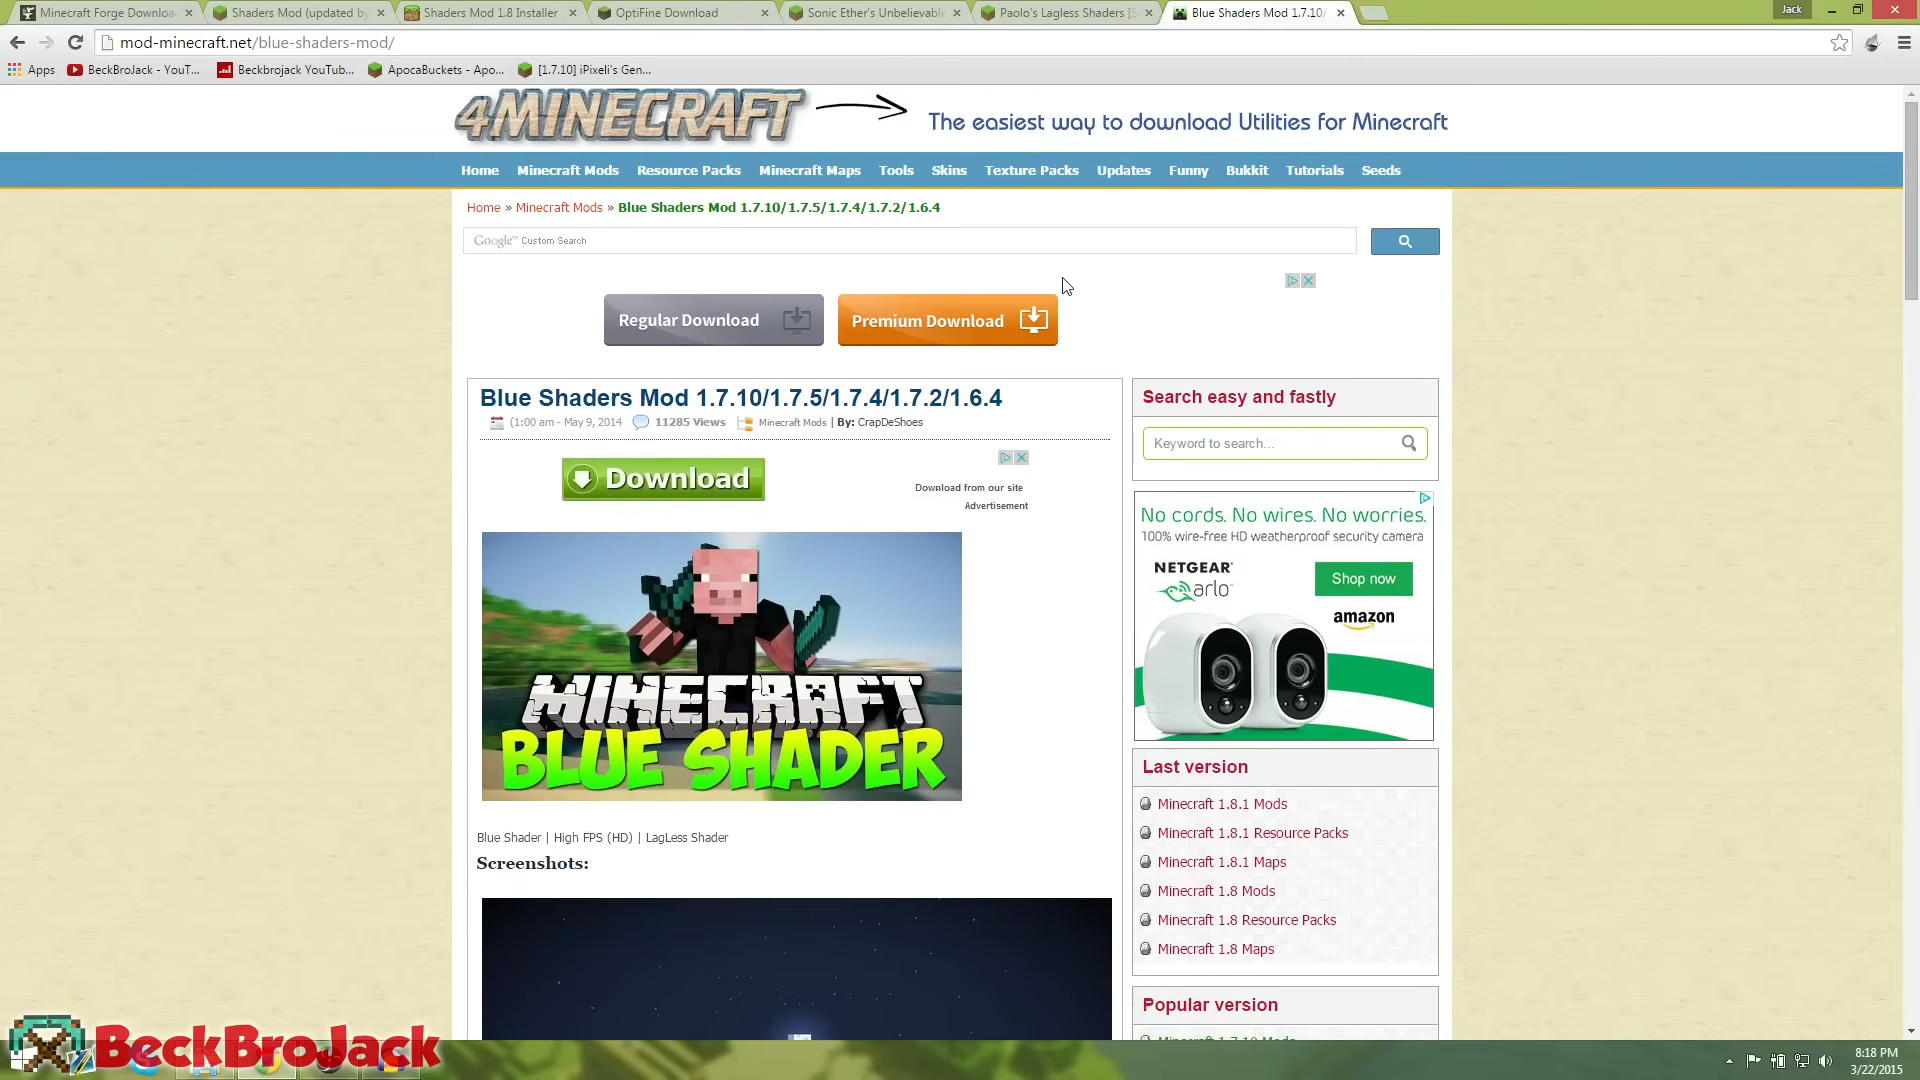 Minecraft Forge Downloa
Shaders Mod (updated by
Shaders Mod 1.8 Installer
OptiFine Download
Sonic Ether's Unbelievabl
Paolo's Lagless Shaders [S
Blue Shaders Mod 1.7.10/
Jack
mod-minecraft.net/blue-shaders-mod/
Apps
BeckBroJack - YouT...
Beckbrojack YouTub...
ApocaBuckets - Apo...
[1.7.10] iPixeli's Gen...
4MINECRAFT
The easiest way to download Utilities for Minecraft
Home Minecraft Mods Resource Packs Minecraft Maps Tools Skins Texture Packs Updates Funny Bukkit Tutorials Seeds
Home » Minecraft Mods » Blue Shaders Mod 1.7.10/1.7.5/1.7.4/1.7.2/1.6.4
Google™ Custom Search
Regular Download
Premium Download
Blue Shaders Mod 1.7.10/1.7.5/1.7.4/1.7.2/1.6.4
(1:00 am - May 9, 2014 11285 Views Minecraft Mods | By: CrapDeShoes
Download
Download from our site
Advertisement
MINECRAFT
BLUE SHADER
Blue Shader | High FPS (HD) | LagLess Shader
Screenshots:
Search easy and fastly
Keyword to search...
No cords. No wires. No worries.
100% wire-free HD weatherproof security camera
NETGEAR
arlo
Shop now
amazon
Last version
Minecraft 1.8.1 Mods
Minecraft 1.8.1 Resource Packs
Minecraft 1.8.1 Maps
Minecraft 1.8 Mods
Minecraft 1.8 Resource Packs
Minecraft 1.8 Maps
Popular version
Minecraft 1.7.10 Mods
BeckBroJack
8:18 PM
3/22/2015